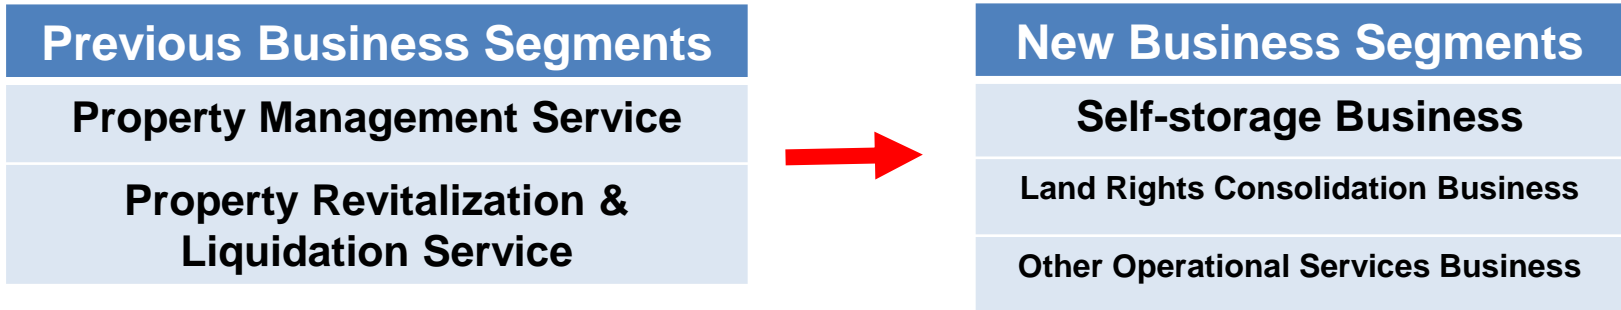 Previous Business Segments
Property Management Service
Property Revitalization &
Liquidation Service
New Business Segments
Self-storage Business
Land Rights Consolidation Business
Other Operational Services Business